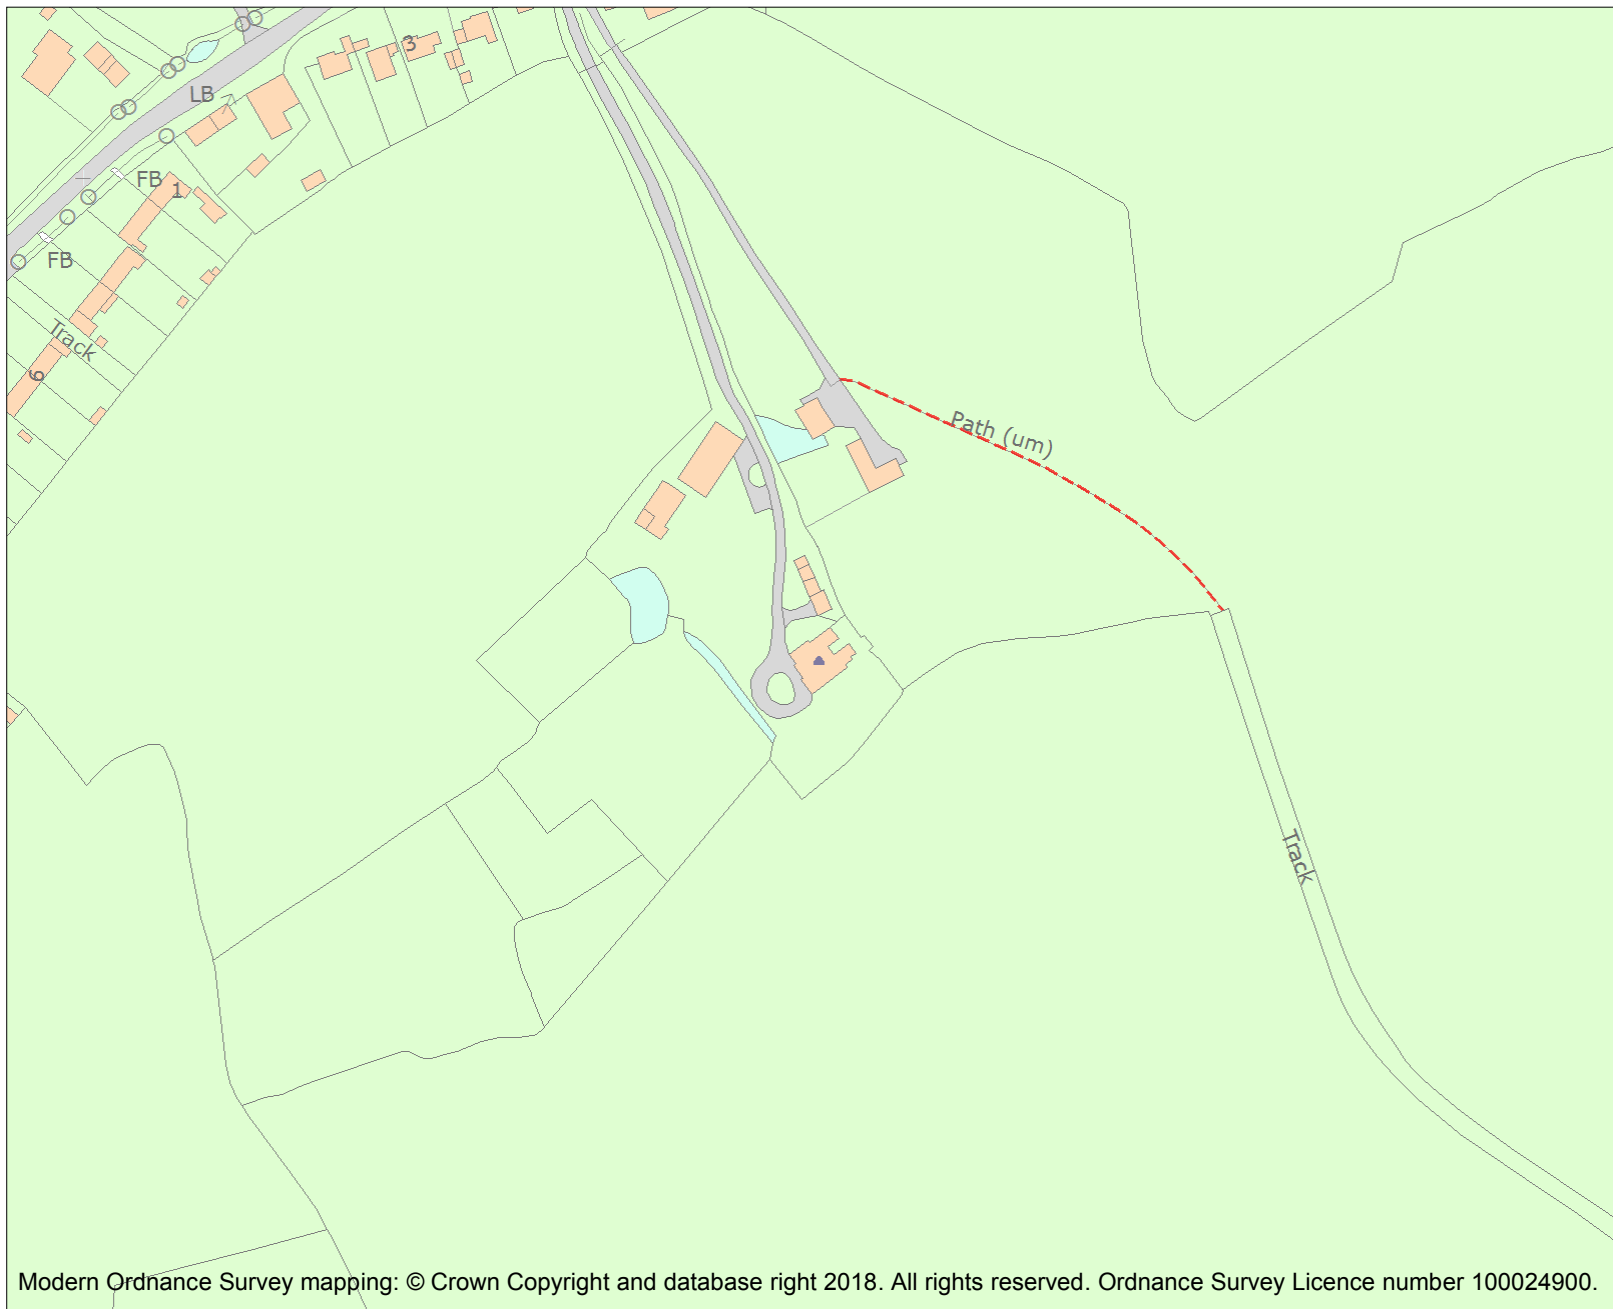 3
LB
FB
1
FB
Track
6
Path (um)
Track
Modern Ordnance Survey mapping: © Crown Copyright and database right 2018. All rights reserved. Ordnance Survey Licence number 100024900.